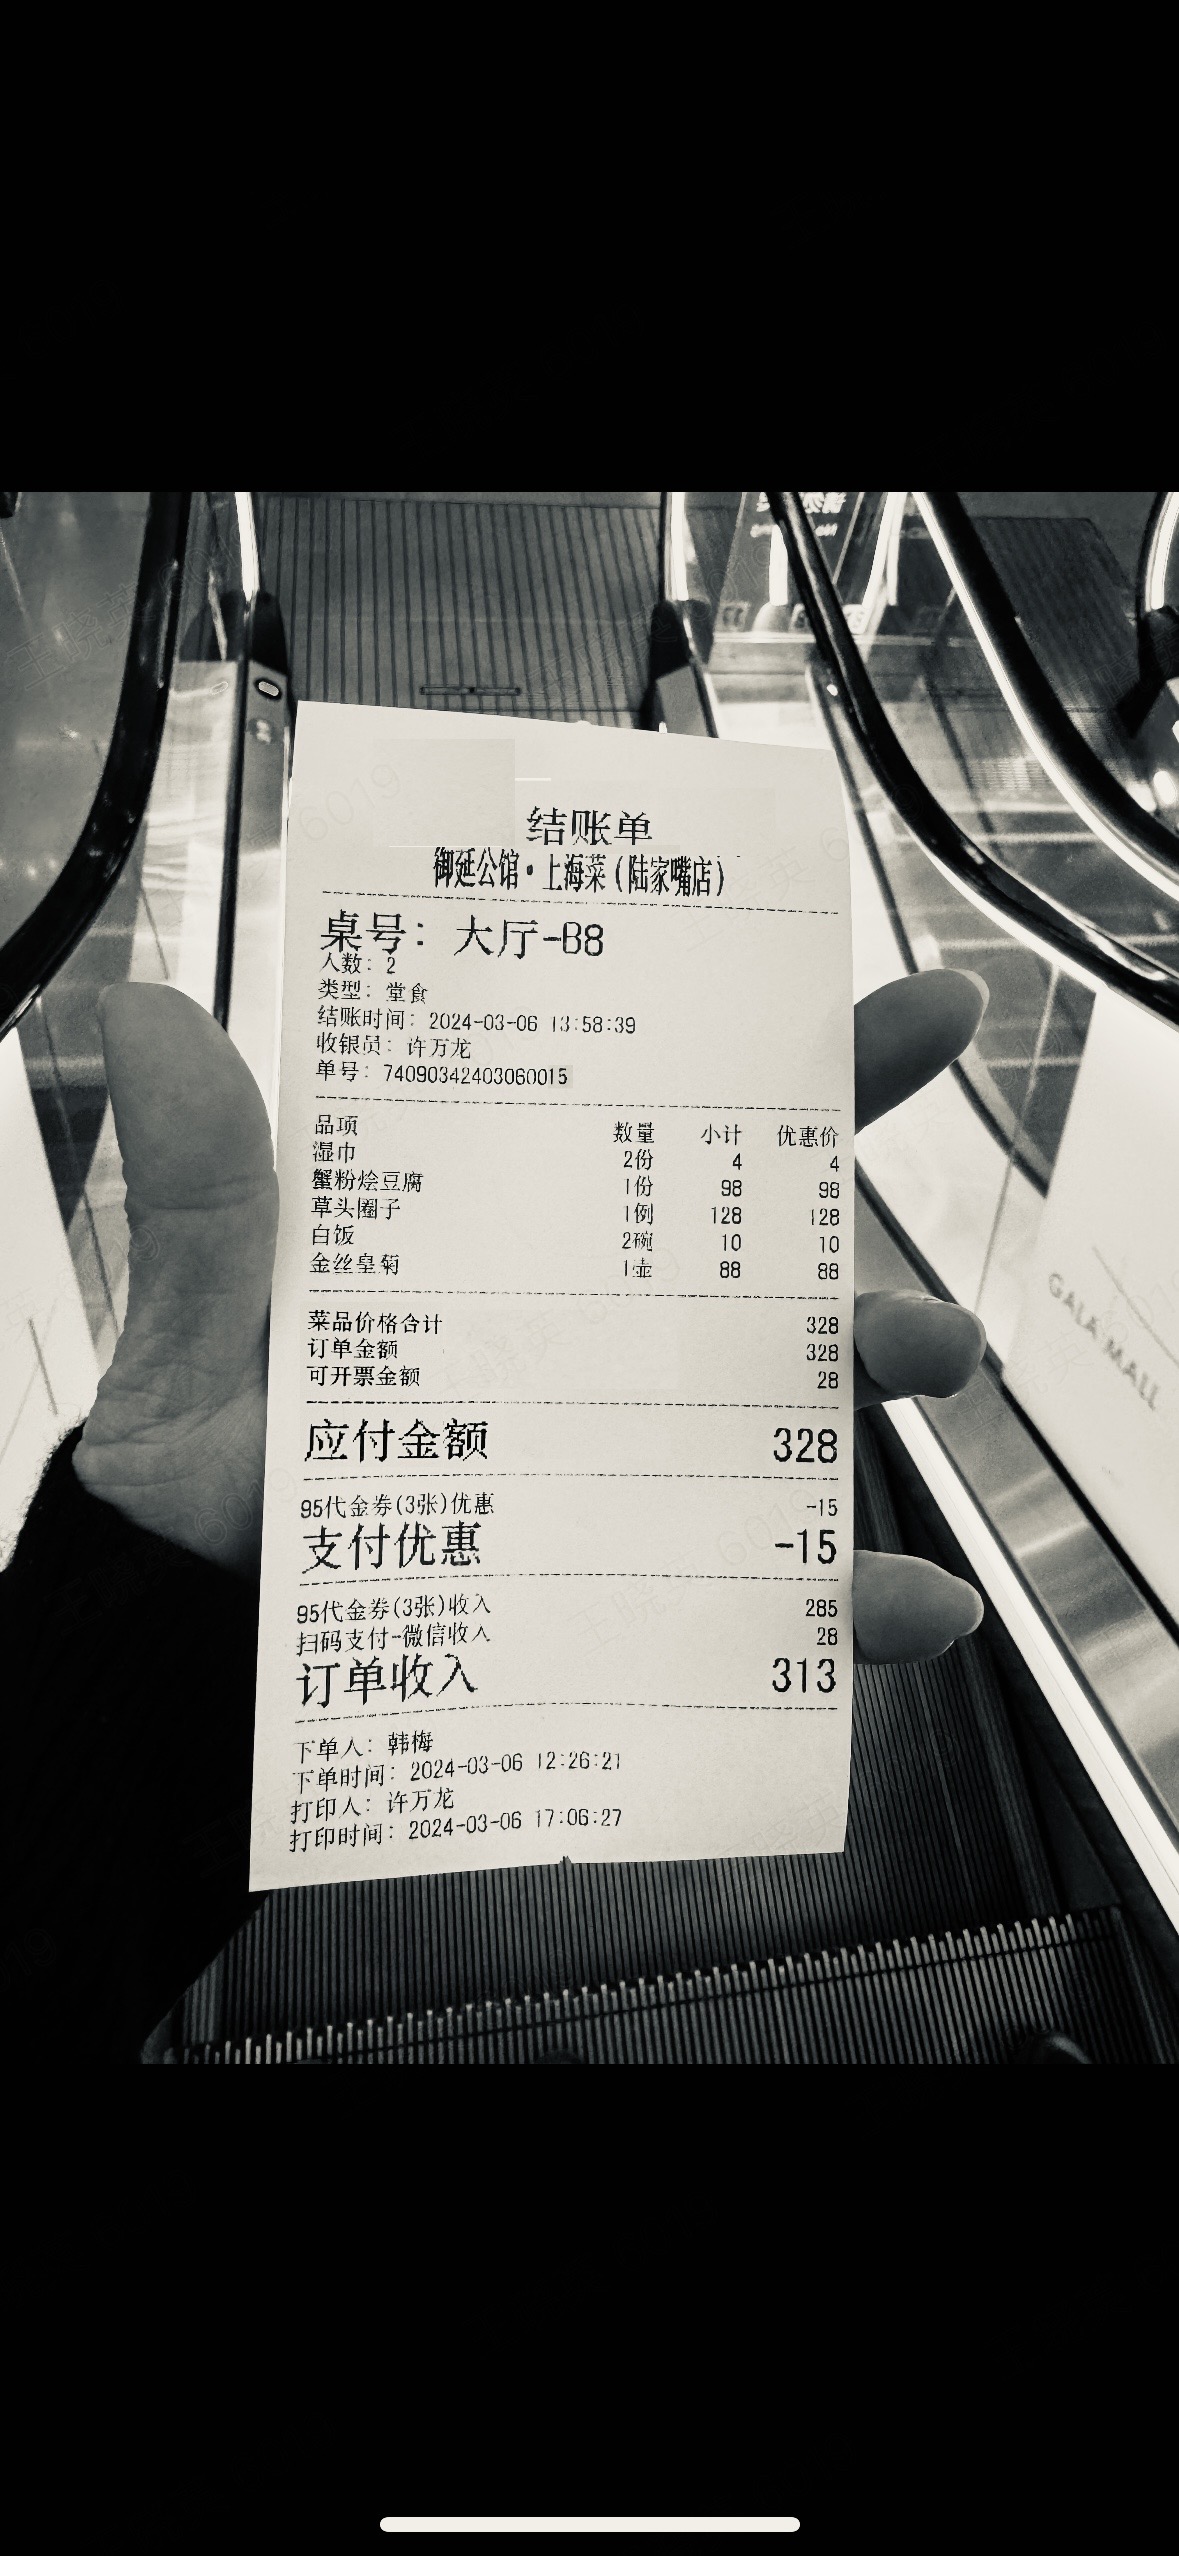 结账单
御延公馆·上海菜(陆家嘴店)
桌号: 大厅-B8
人数: 2
类型: 堂食
结账时间: 2024-03-06 13:58:39
收银员: 许万龙
单号: 74090342403060015
品项 数量 小计 优惠价
湿巾 2份 4 4
蟹粉烩豆腐 1份 98 98
草头圈子 1例 128 128
白饭 2碗 10 10
金丝皇菊 1壶 88 88
菜品价格合计 328
订单金额 328
可开票金额 28
应付金额 328
95代金券(3张)优惠 -15
支付优惠 -15
95代金券(3张)收入 285
扫码支付-微信收入 28
订单收入 313
下单人: 韩梅
下单时间: 2024-03-06 12:26:21
打印人: 许万龙
打印时间: 2024-03-06 17:06:27
GALA MALL